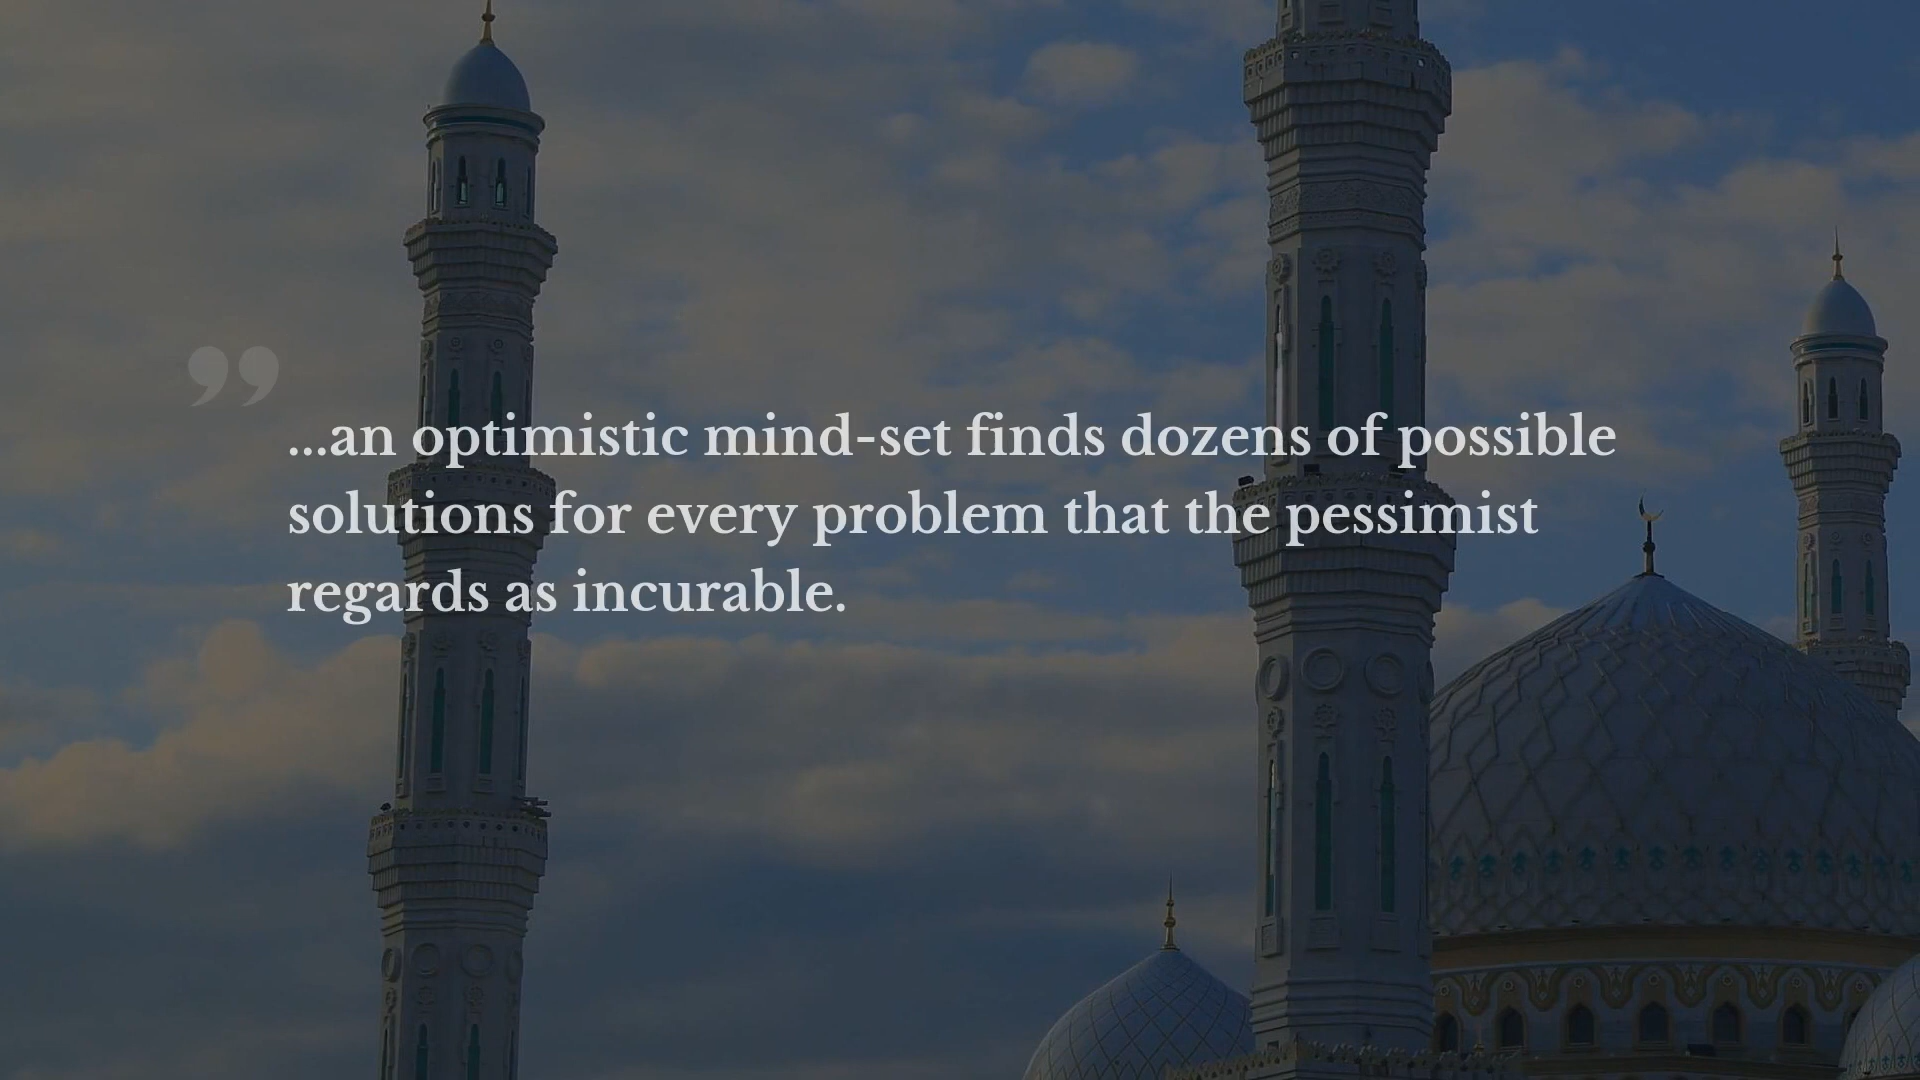 ”
...an optimistic mind-set finds dozens of possible
solutions for every problem that the pessimist
regards as incurable.